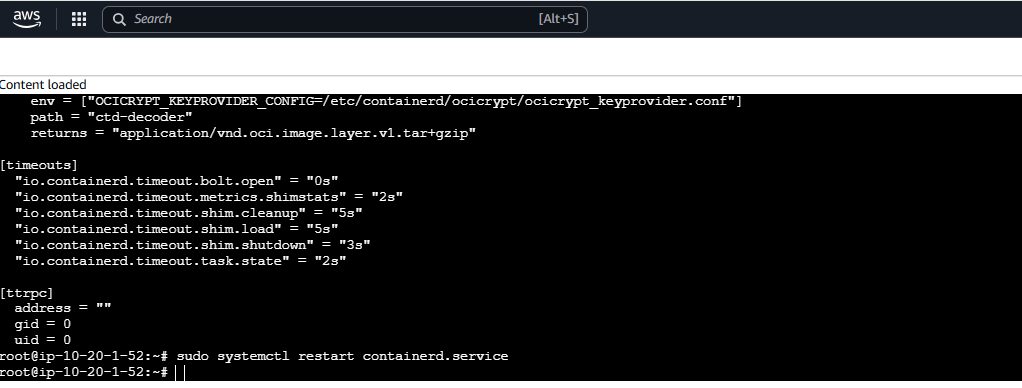 aws
Search
[Alt+S]
Content loaded
env = ["OCICRYPT_KEYPROVIDER_CONFIG=/etc/containerd/ocicrypt/ocicrypt_keyprovider.conf"]
path = "ctd-decoder"
returns = "application/vnd.oci.image.layer.v1.tar+gzip"
[timeouts]
"io.containerd.timeout.bolt.open" = "0s"
"io.containerd.timeout.metrics.shimstats" = "2s"
"io.containerd.timeout.shim.cleanup" = "5s"
"io.containerd.timeout.shim.load" = "5s"
"io.containerd.timeout.shim.shutdown" = "3s"
"io.containerd.timeout.task.state" = "2s"
[ttrpc]
address = ""
gid = 0
uid = 0
root@ip-10-20-1-52:~# sudo systemctl restart containerd.service
root@ip-10-20-1-52:~#